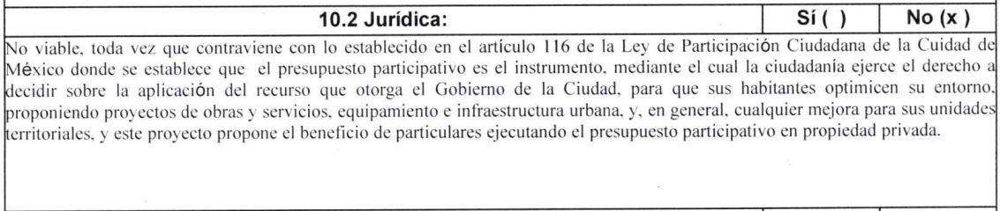 10.2 Jurídica: Sí ( ) No (x )
No viable, toda vez que contraviene con lo establecido en el artículo 116 de la Ley de Participación Ciudadana de la Cuidad de
México donde se establece que el presupuesto participativo es el instrumento, mediante el cual la ciudadanía ejerce el derecho a
decidir sobre la aplicación del recurso que otorga el Gobierno de la Ciudad, para que sus habitantes optimicen su entorno,
proponiendo proyectos de obras y servicios, equipamiento e infraestructura urbana, y, en general, cualquier mejora para sus unidades
territoriales, y este proyecto propone el beneficio de particulares ejecutando el presupuesto participativo en propiedad privada.